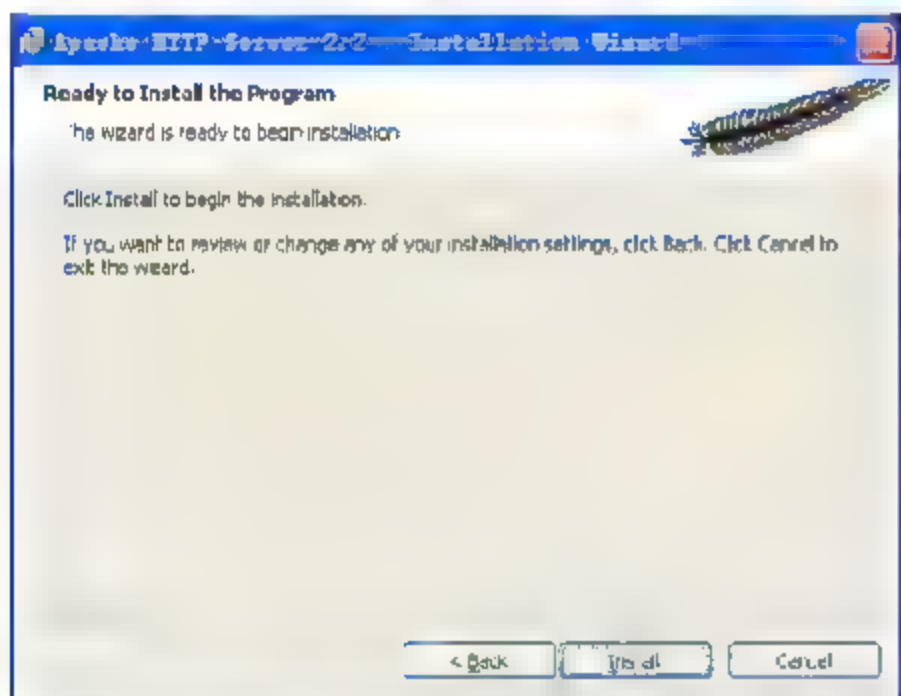 Apache HTTP Server 2.2 - Installation Wizard
Ready to Install the Program
The wizard is ready to begin installation.
Click Install to begin the installation.
If you want to review or change any of your installation settings, click Back. Click Cancel to
exit the wizard.
< Back
Install
Cancel